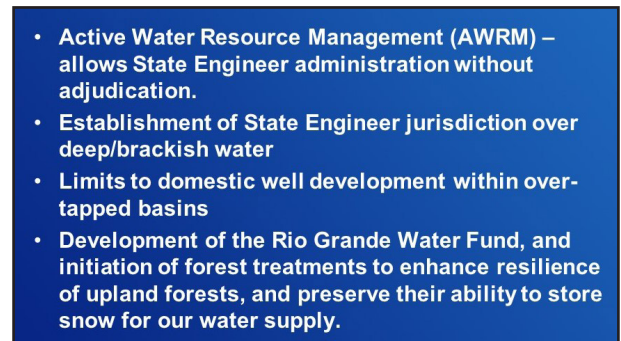 • Active Water Resource Management (AWRM) –
allows State Engineer administration without
adjudication.
• Establishment of State Engineer jurisdiction over
deep/brackish water
• Limits to domestic well development within over-
tapped basins
• Development of the Rio Grande Water Fund, and
initiation of forest treatments to enhance resilience
of upland forests, and preserve their ability to store
snow for our water supply.